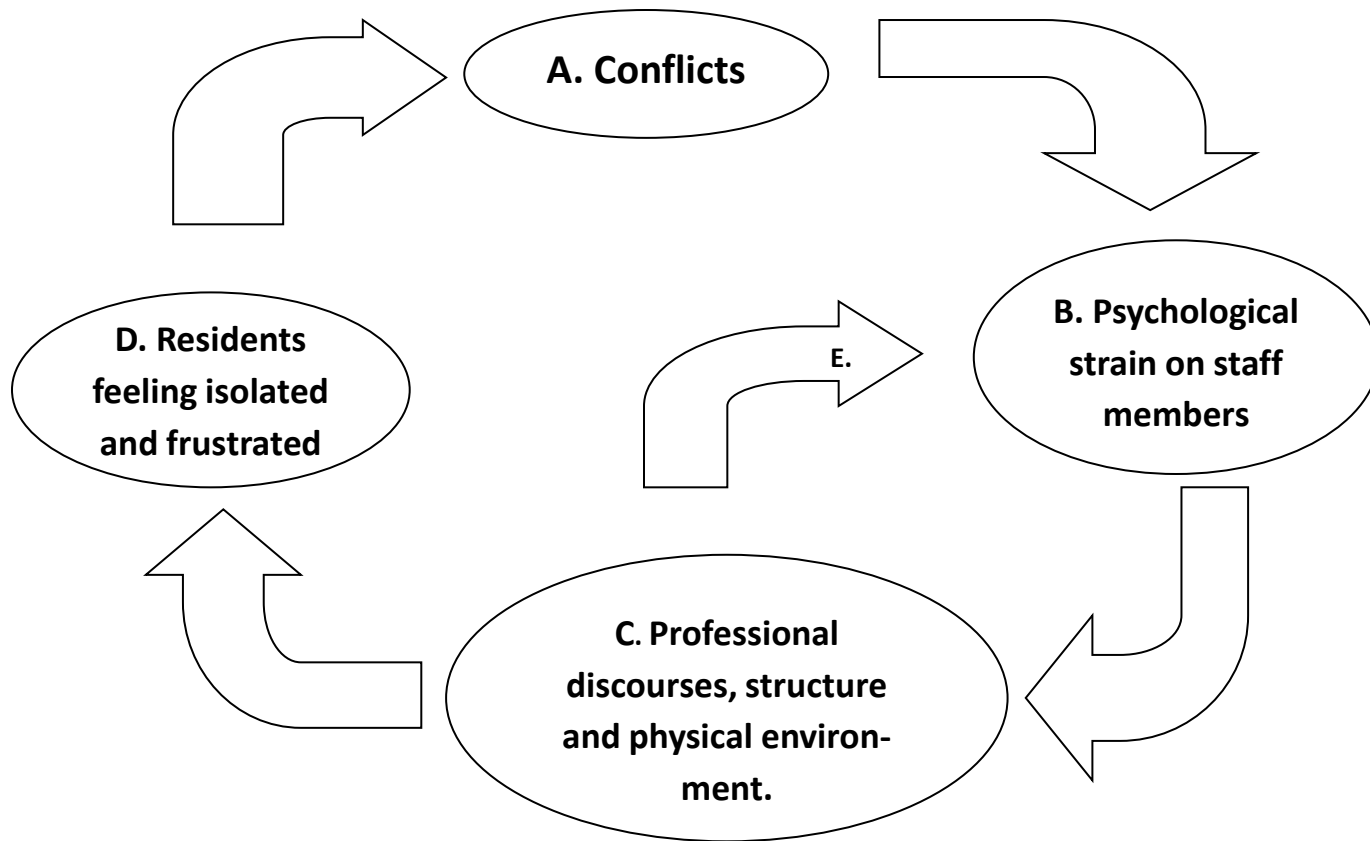 A. Conflicts
B. Psychological
strain on staff
members
E.
D. Residents
feeling isolated
and frustrated
C. Professional
discourses, structure
and physical environ-
ment.